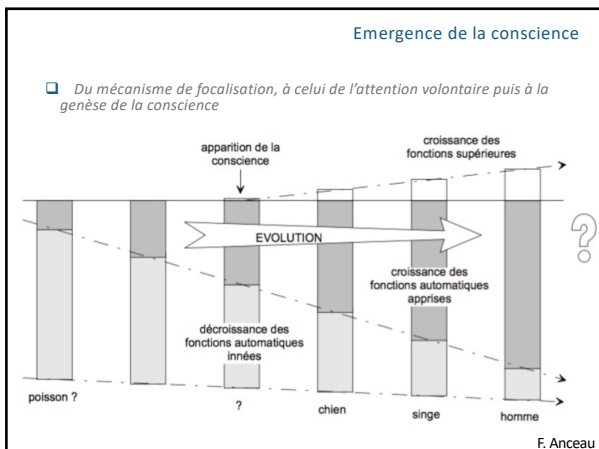 Emergence de la conscience
Du mécanisme de focalisation, à celui de l'attention volontaire puis à la
genèse de la conscience
apparition de la
conscience
croissance des
fonctions supérieures
EVOLUTION
croissance des
fonctions automatiques
apprises
décroissance des
fonctions automatiques
innées
?
poisson ?
?
chien
singe
homme
F. Anceau